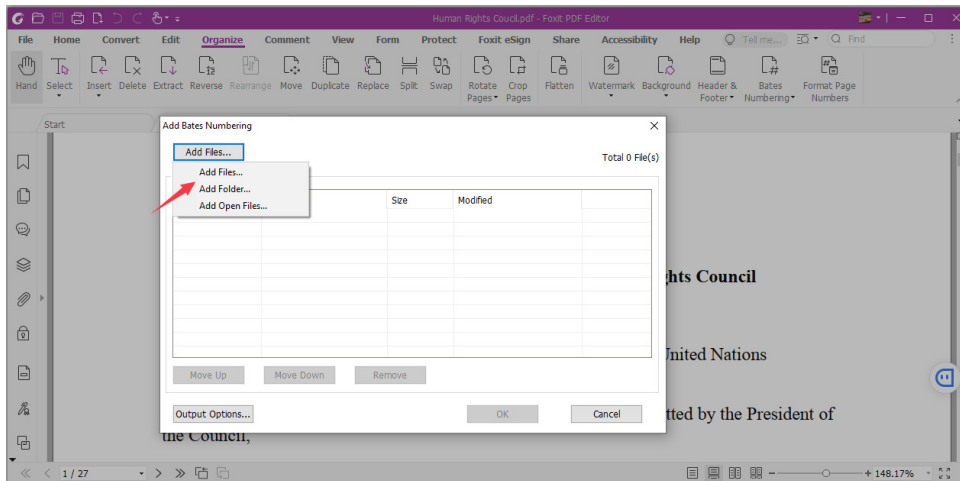 Human Rights Coucil.pdf - Foxit PDF Editor
File Home Convert Edit Organize Comment View Form Protect Foxit eSign Share Accessibility Help Tell me... Find
Hand Select Insert Delete Extract Reverse Rearrange Move Duplicate Replace Split Swap Rotate Pages Crop Pages Flatten Watermark Background Header & Footer Bates Numbering Format Page Numbers
Start
Add Bates Numbering
Add Files...
Total 0 File(s)
Add Files...
Add Folder...
Add Open Files...
Size Modified
ghts Council
United Nations
Move Up Move Down Remove
Output Options... OK Cancel
tted by the President of
the Council,
1 / 27
148.17%